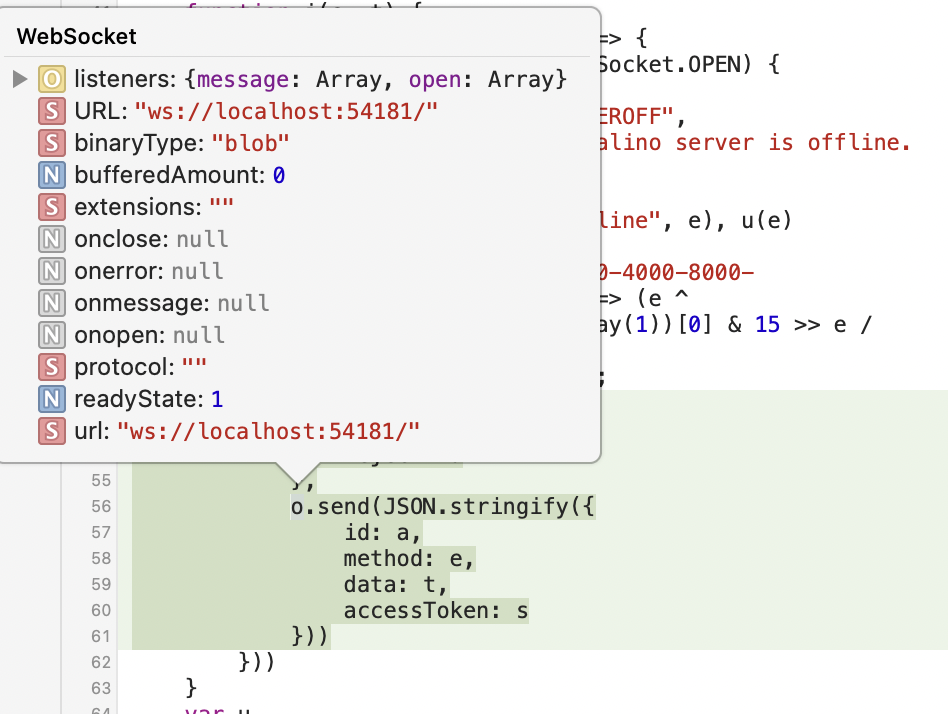 WebSocket
O listeners: {message: Array, open: Array}
S URL: "ws://localhost:54181/"
S binaryType: "blob"
N bufferedAmount: 0
S extensions: ""
N onclose: null
N onerror: null
N onmessage: null
N onopen: null
S protocol: ""
N readyState: 1
S url: "ws://localhost:54181/"
=> {
Socket.OPEN) {
EROFF",
alino server is offline.
line", e), u(e)
0-4000-8000-
=> (e ^
ay(1))[0] & 15 >> e /
;
55 },
56 o.send(JSON.stringify({
57 id: a,
58 method: e,
59 data: t,
60 accessToken: s
61 }))
62 }))
63 }
64 var u